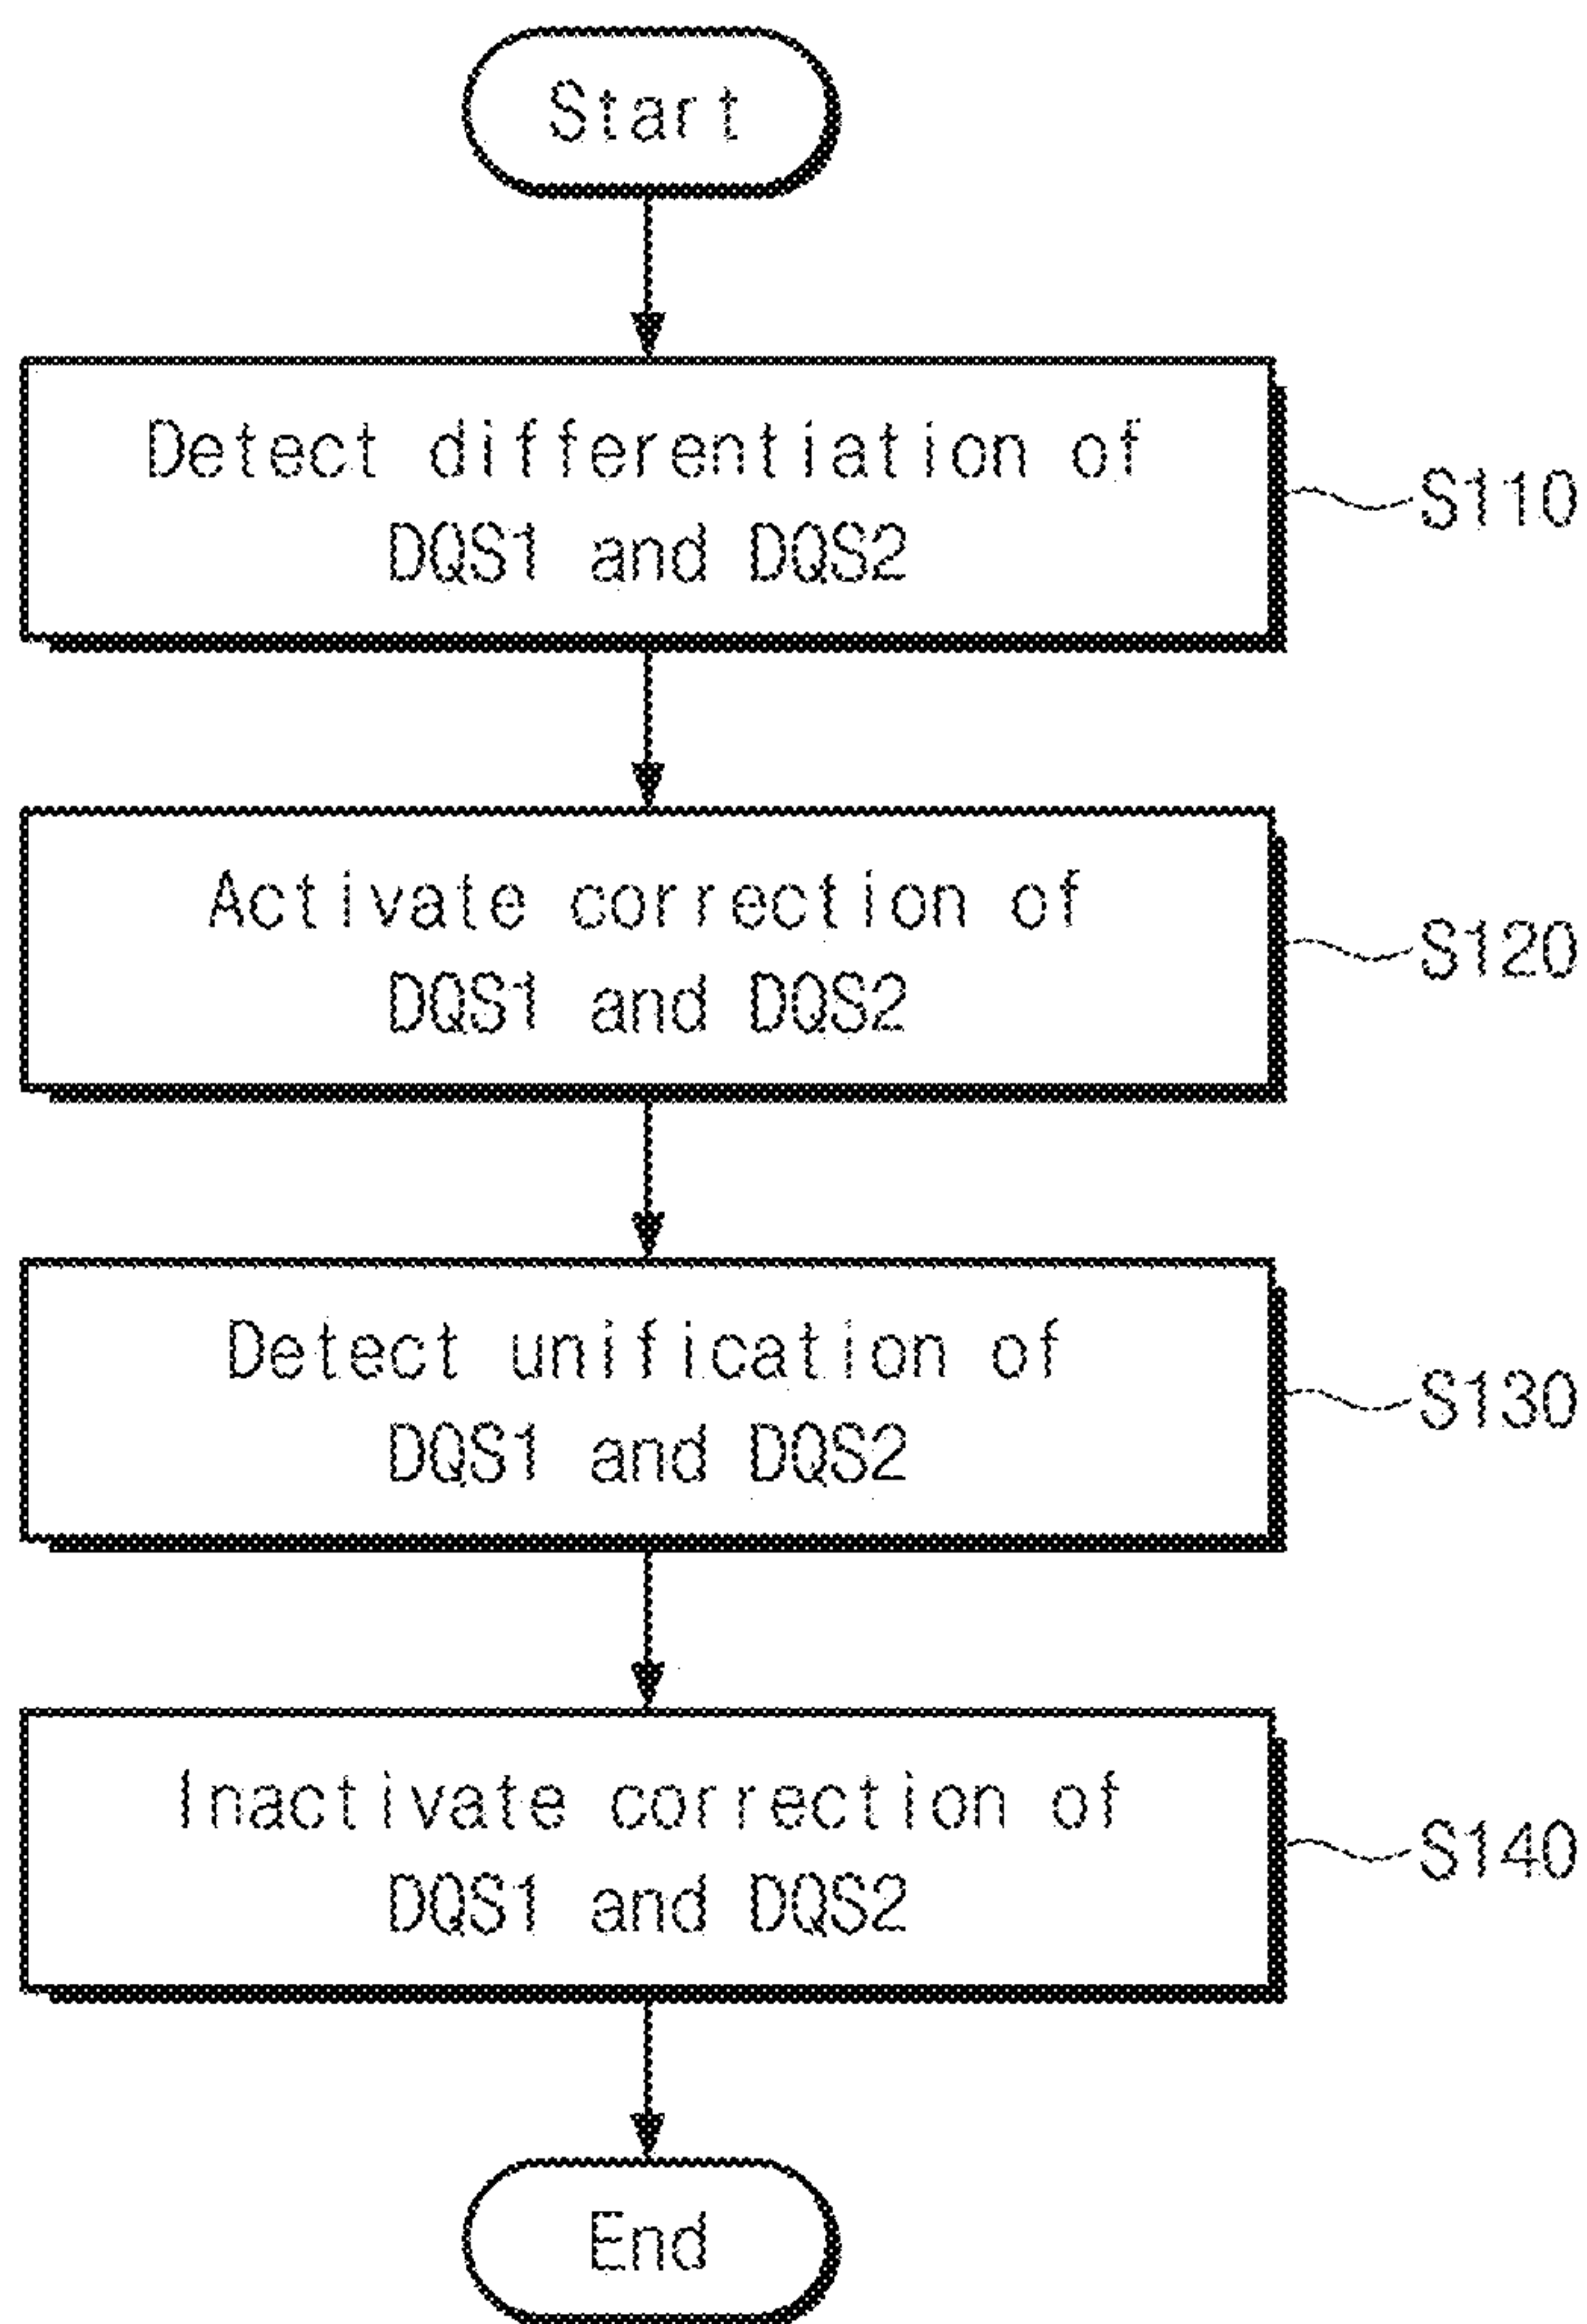 Start
Detect differentiation of
DQS1 and DQS2
S110
Activate correction of
DQS1 and DQS2
S120
Detect unification of
DQS1 and DQS2
S130
Inactivate correction of
DQS1 and DQS2
S140
End